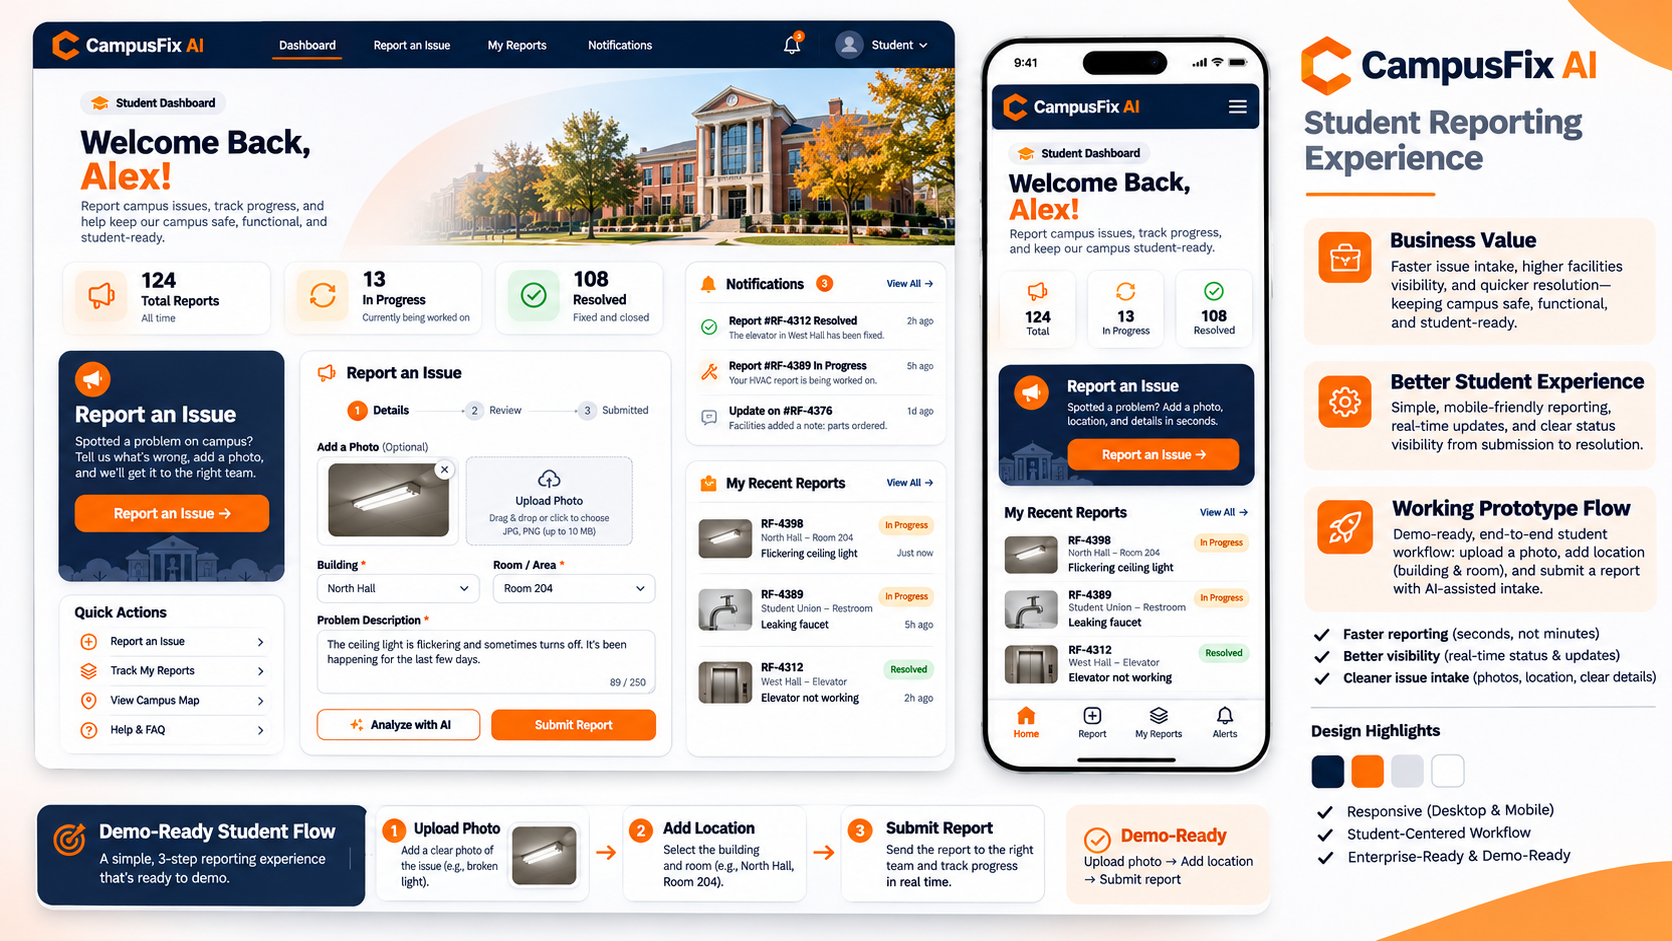 CampusFix AI
Dashboard
Report an Issue
My Reports
Notifications
3
Student
Student Dashboard
Welcome Back,
Alex!
Report campus issues, track progress, and
help keep our campus safe, functional, and
student-ready.
124
Total Reports
All time
13
In Progress
Currently being worked on
108
Resolved
Fixed and closed
Report an Issue
Spotted a problem on campus?
Tell us what's wrong, add a photo,
and we'll get it to the right team.
Report an Issue →
Quick Actions
Report an Issue
Track My Reports
View Campus Map
Help & FAQ
Report an Issue
1 Details
2 Review
3 Submitted
Add a Photo (Optional)
Upload Photo
Drag & drop or click to choose
JPG, PNG (up to 10 MB)
Building *
Room / Area *
North Hall
Room 204
Problem Description *
The ceiling light is flickering and sometimes turns off. It's been
happening for the last few days.
89 / 250
Analyze with AI
Submit Report
Notifications 3
View All →
Report #RF-4312 Resolved
2h ago
The elevator in West Hall has been fixed.
Report #RF-4389 In Progress
5h ago
Your HVAC report is being worked on.
Update on #RF-4376
1d ago
Facilities added a note: parts ordered.
My Recent Reports
View All →
RF-4398
In Progress
North Hall – Room 204
Flickering ceiling light
Just now
RF-4389
In Progress
Student Union – Restroom
Leaking faucet
5h ago
RF-4312
Resolved
West Hall – Elevator
Elevator not working
2h ago
9:41
CampusFix AI
Student Dashboard
Welcome Back,
Alex!
Report campus issues, track progress,
and keep our campus student-ready.
124
Total
13
In Progress
108
Resolved
Report an Issue
Spotted a problem? Add a photo,
location, and details in seconds.
Report an Issue →
My Recent Reports
View All →
RF-4398
In Progress
North Hall – Room 204
Flickering ceiling light
RF-4389
In Progress
Student Union – Restroom
Leaking faucet
RF-4312
Resolved
West Hall – Elevator
Elevator not working
Home
Report
My Reports
Alerts
CampusFix AI
Student Reporting
Experience
Business Value
Faster issue intake, higher facilities
visibility, and quicker resolution—
keeping campus safe, functional,
and student-ready.
Better Student Experience
Simple, mobile-friendly reporting,
real-time updates, and clear status
visibility from submission to resolution.
Working Prototype Flow
Demo-ready, end-to-end student
workflow: upload a photo, add location
(building & room), and submit a report
with AI-assisted intake.
Faster reporting (seconds, not minutes)
Better visibility (real-time status & updates)
Cleaner issue intake (photos, location, clear details)
Design Highlights
Responsive (Desktop & Mobile)
Student-Centered Workflow
Enterprise-Ready & Demo-Ready
Demo-Ready Student Flow
A simple, 3-step reporting experience
that's ready to demo.
1 Upload Photo
Add a clear photo of
the issue (e.g., broken
light).
2 Add Location
Select the building
and room (e.g., North Hall,
Room 204).
3 Submit Report
Send the report to the right
team and track progress
in real time.
Demo-Ready
Upload photo → Add location
→ Submit report